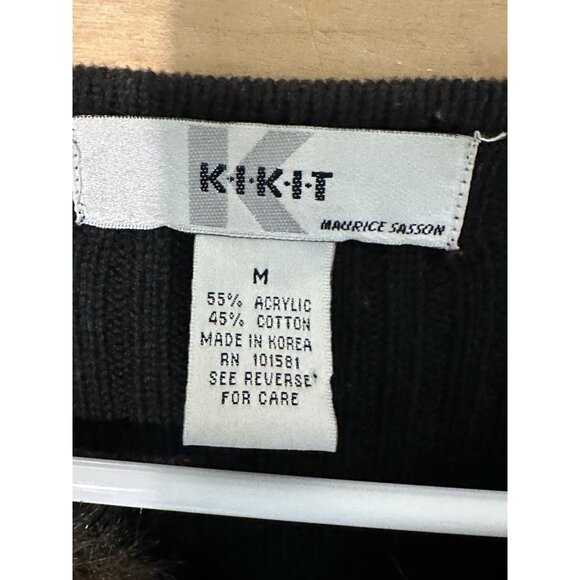 K·I·K·I·T
MAURICE SASSON
M
55% ACRYLIC
45% COTTON
MADE IN KOREA
RN 101581
SEE REVERSE
FOR CARE